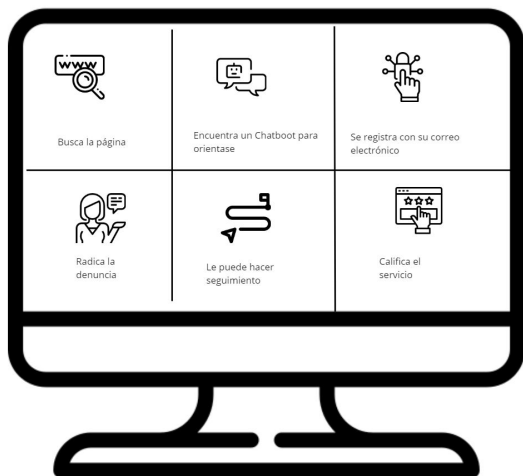 www
Busca la página
Encuentra un Chatboot para
orientase
Se registra con su correo
electrónico
Radica la
denuncia
Le puede hacer
seguimiento
Califica el
servicio